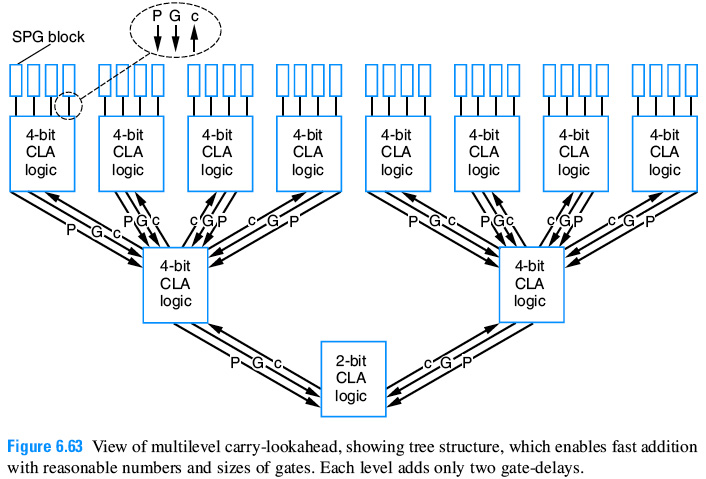 P G c
SPG block
4-bit CLA logic
4-bit CLA logic
4-bit CLA logic
4-bit CLA logic
4-bit CLA logic
4-bit CLA logic
4-bit CLA logic
4-bit CLA logic
P G c
P G c
c G P
c G P
P G c
P G c
c G P
c G P
4-bit CLA logic
4-bit CLA logic
P G c
2-bit CLA logic
c G P
Figure 6.63 View of multilevel carry-lookahead, showing tree structure, which enables fast addition
with reasonable numbers and sizes of gates. Each level adds only two gate-delays.